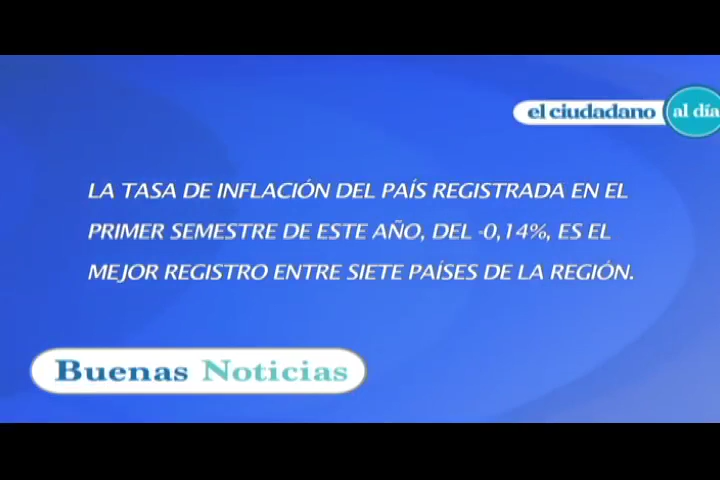 el ciudadano al día
LA TASA DE INFLACIÓN DEL PAÍS REGISTRADA EN EL
PRIMER SEMESTRE DE ESTE AÑO, DEL -0,14%, ES EL
MEJOR REGISTRO ENTRE SIETE PAÍSES DE LA REGIÓN.
Buenas Noticias